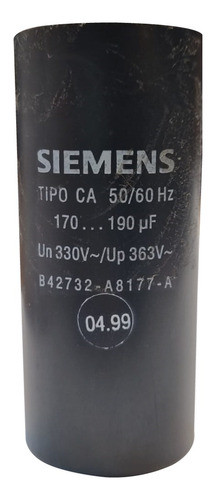 SIEMENS
TIPO CA 50/60 Hz
170...190 µF
Un 330V~/Up 363V~
B42732-A8177-A
04.99